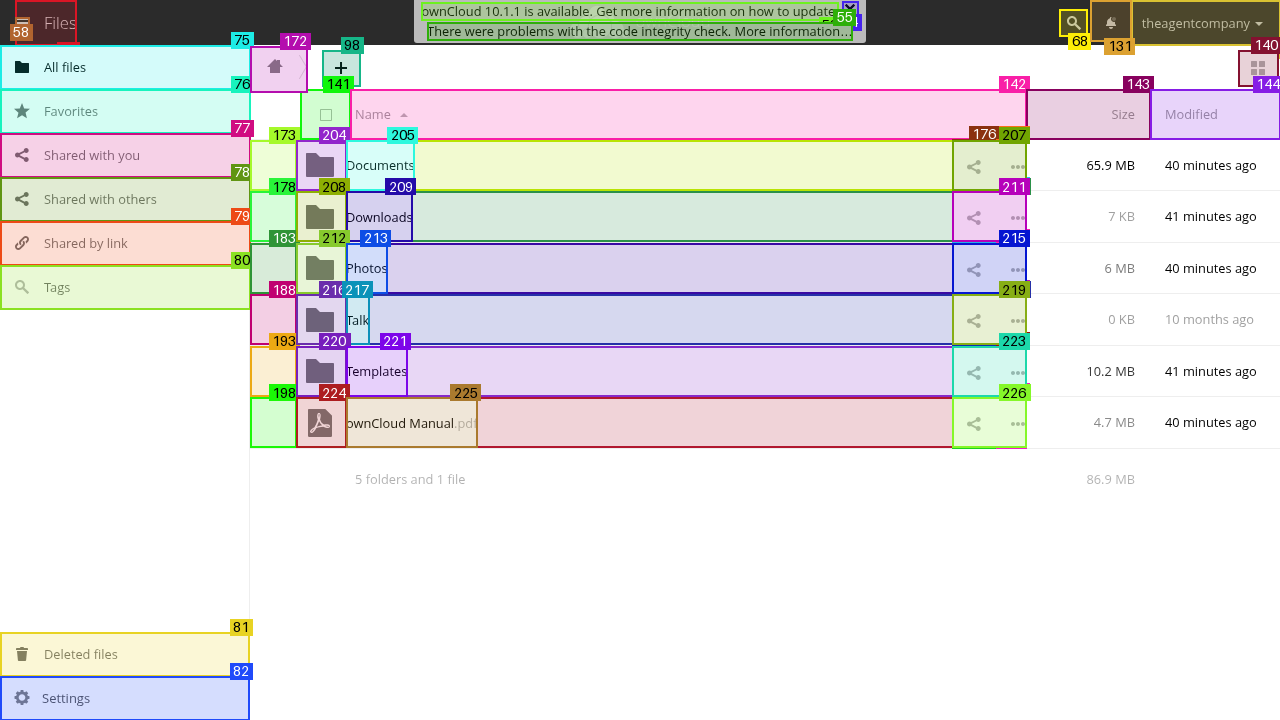 ownCloud 10.1.1 is available. Get more information on how to update
55
There were problems with the code integrity check. More information...
58
Files
68
131
theagentcompany
75
172
98
140
All files
76
141
142
143
144
Favorites
Name
Size
Modified
77
173
204
205
176
207
Shared with you
Documents
65.9 MB
40 minutes ago
78
178
208
209
211
Shared with others
Downloads
7 KB
41 minutes ago
79
183
212
213
215
Shared by link
Photos
6 MB
40 minutes ago
80
188
216
217
219
Tags
Talk
0 KB
10 months ago
193
220
221
223
Templates
10.2 MB
41 minutes ago
198
224
225
226
ownCloud Manual.pdf
4.7 MB
40 minutes ago
5 folders and 1 file
86.9 MB
81
Deleted files
82
Settings